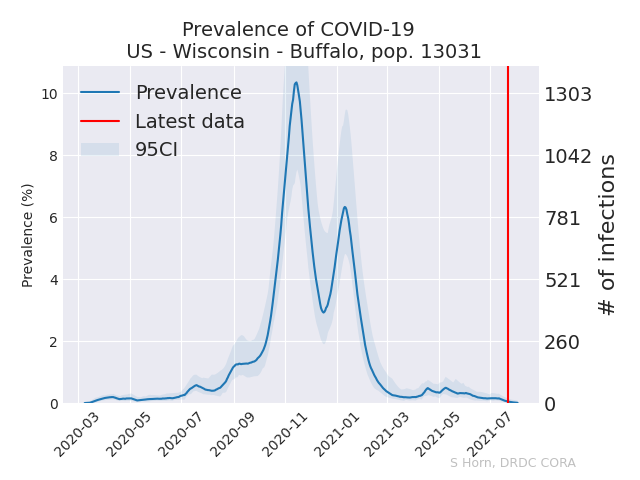 Prevalence of COVID-19
US - Wisconsin - Buffalo, pop. 13031
Prevalence
Latest data
95CI
Prevalence (%)
10
8
6
4
2
0
1303
1042
781
521
260
0
# of infections
2020-03
2020-05
2020-07
2020-09
2020-11
2021-01
2021-03
2021-05
2021-07
S Horn, DRDC CORA